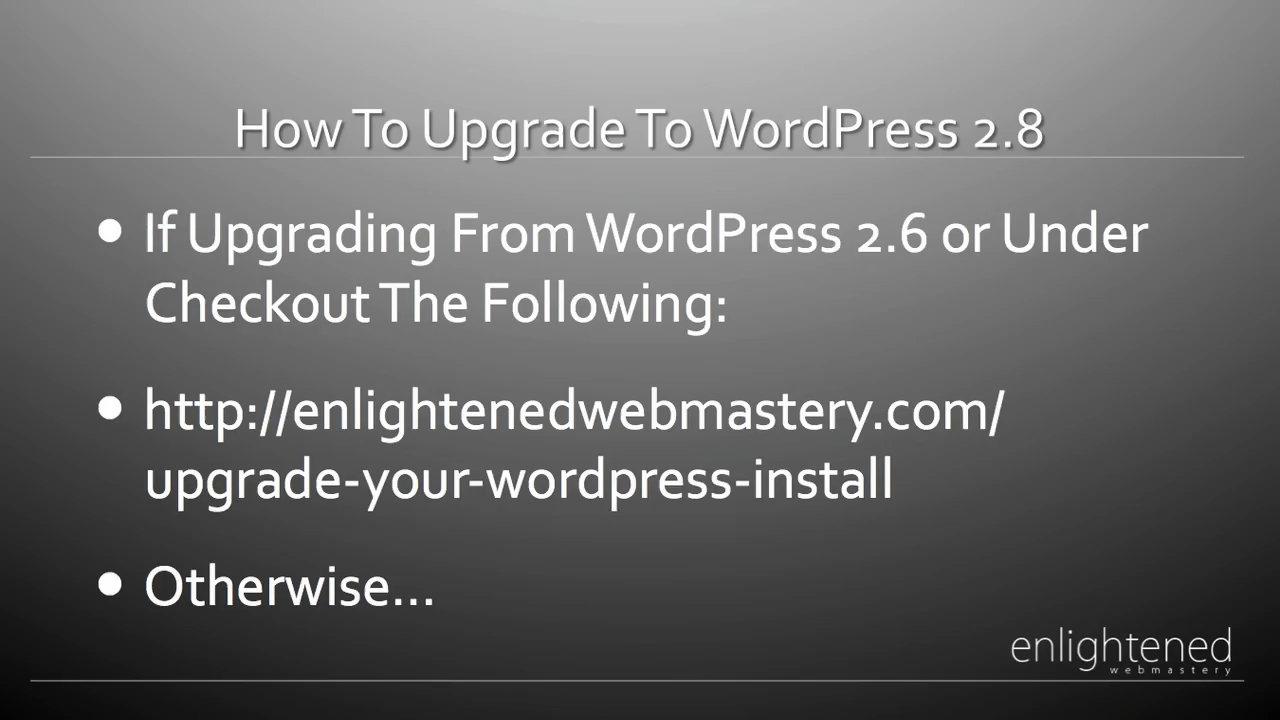 How To Upgrade To WordPress 2.8
• If Upgrading From WordPress 2.6 or Under
Checkout The Following:
• http://enlightenedwebmastery.com/
upgrade-your-wordpress-install
• Otherwise...
enlightened
webmastery